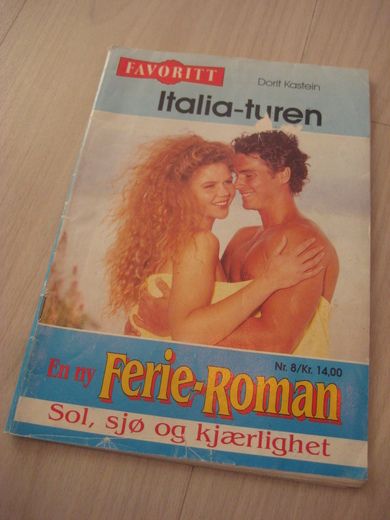 FAVORITT
Dorit Kastein
Italia-turen
Nr. 8/Kr. 14,00
En ny Ferie-Roman
Sol, sjø og kjærlighet